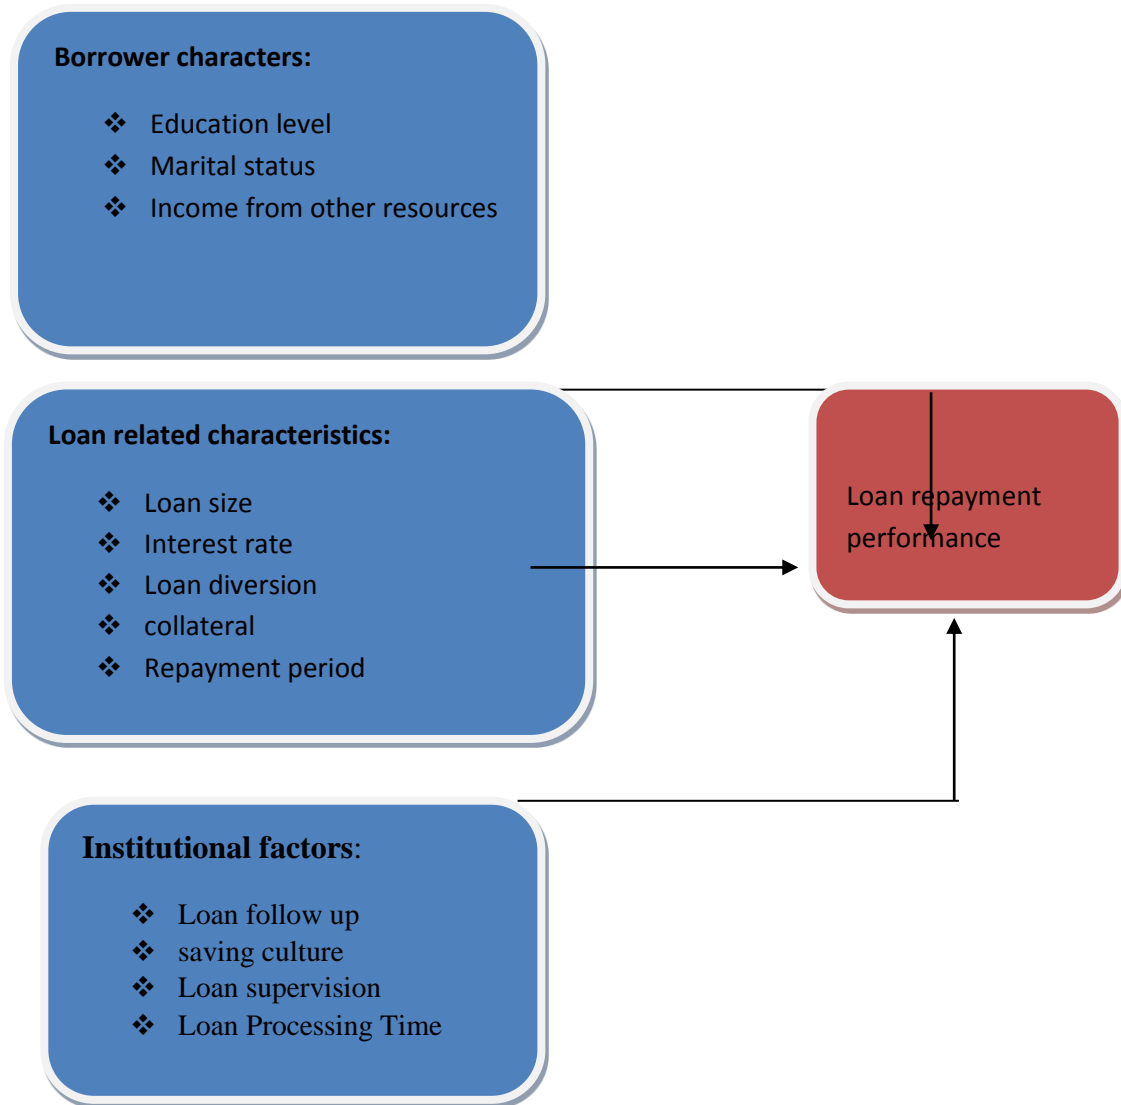 Borrower characters:
❖ Education level
❖ Marital status
❖ Income from other resources
Loan related characteristics:
❖ Loan size
❖ Interest rate
❖ Loan diversion
❖ collateral
❖ Repayment period
Loan repayment
performance
Institutional factors:
❖ Loan follow up
❖ saving culture
❖ Loan supervision
❖ Loan Processing Time